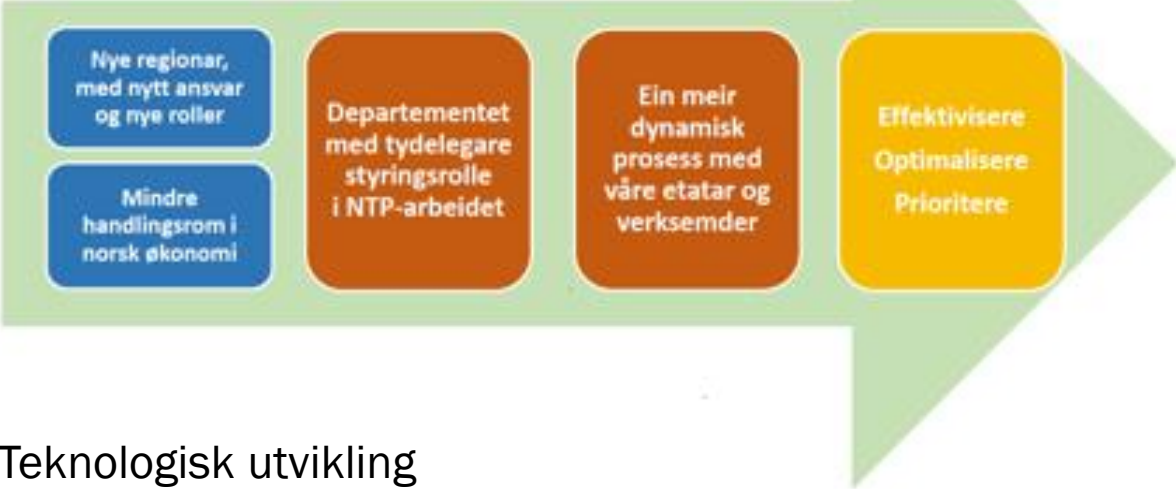 Nye regionar,
med nytt ansvar
og nye roller
Mindre
handlingsrom i
norsk økonomi
Departementet
med tydelegare
styringsrolle
i NTP-arbeidet
Ein meir
dynamisk
prosess med
våre etatar og
verksemder
Effektivisere
Optimalisere
Prioritere
Teknologisk utvikling